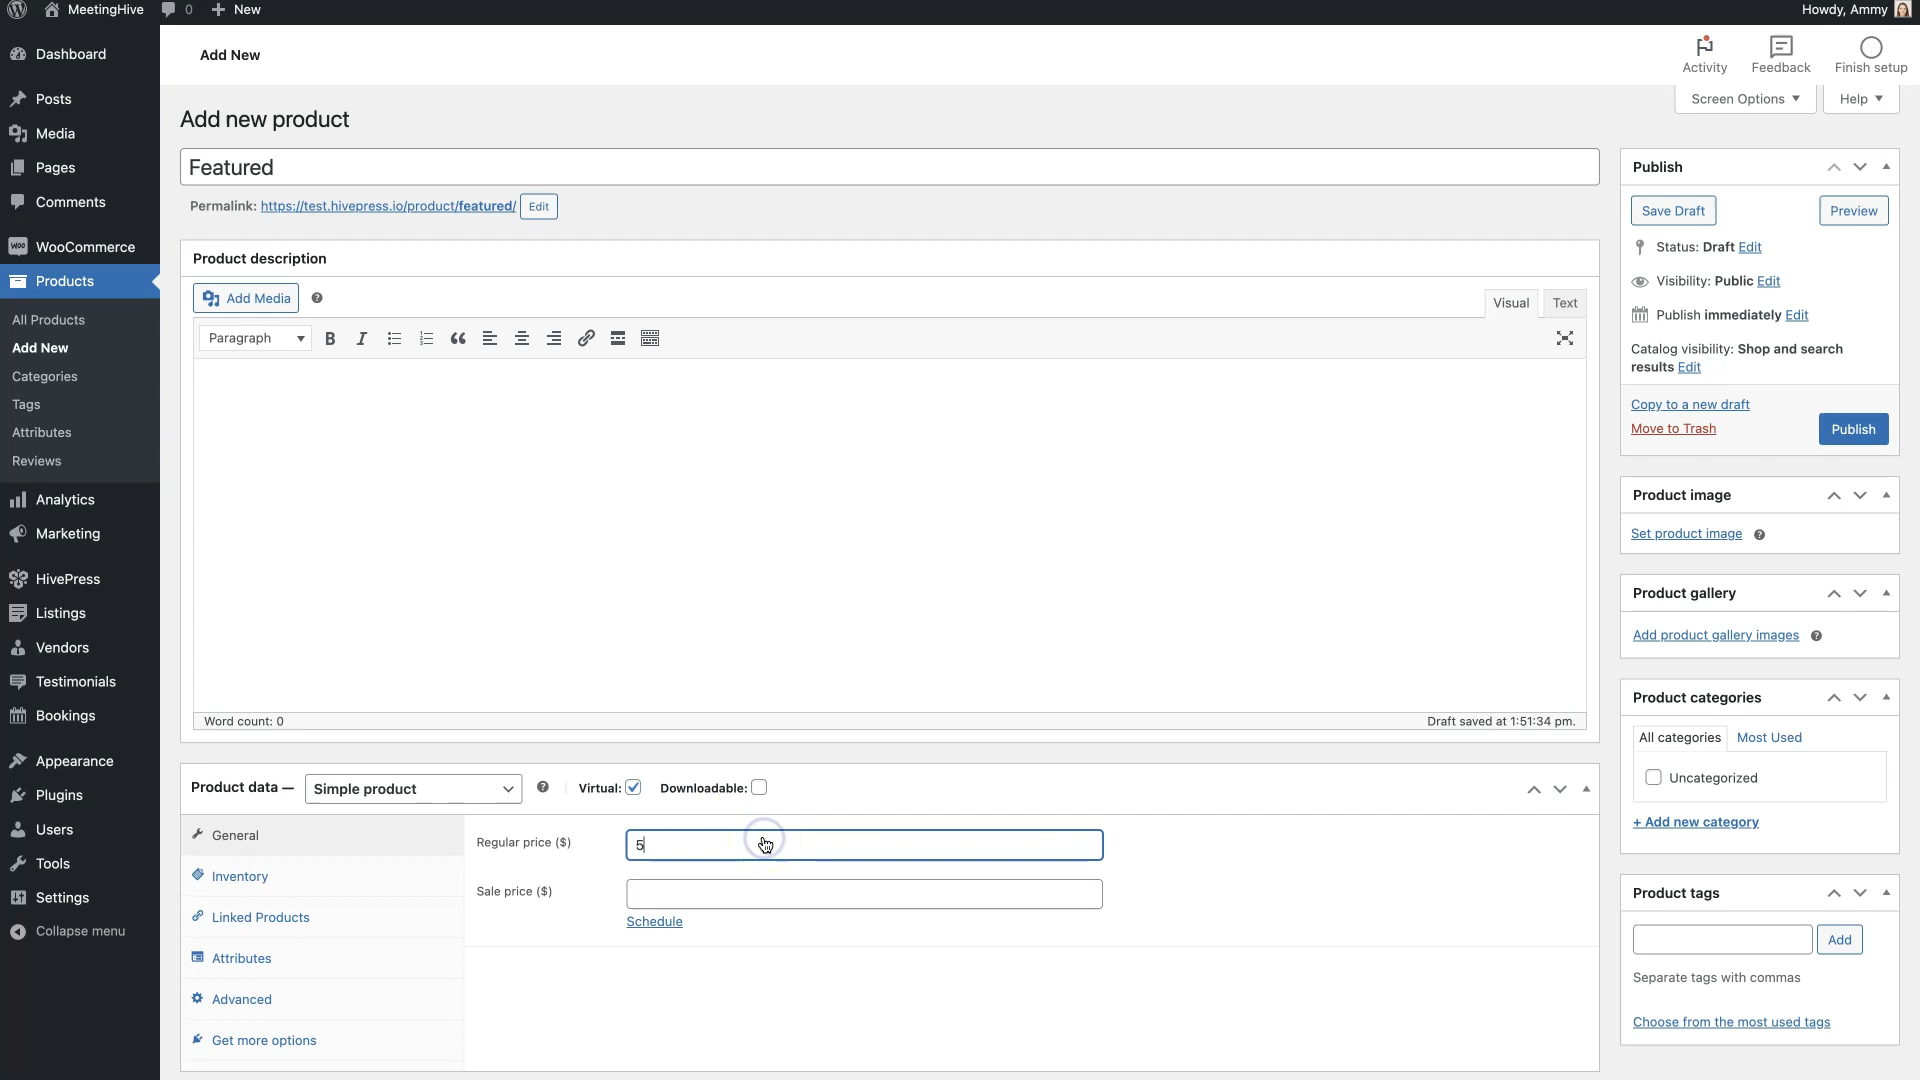 MeetingHive
0
New
Howdy, Ammy
Dashboard
Posts
Media
Pages
Comments
WOO
WooCommerce
Products
All Products
Add New
Categories
Tags
Attributes
Reviews
Analytics
Marketing
HivePress
Listings
Vendors
Testimonials
Bookings
Appearance
Plugins
Users
Tools
Settings
Collapse menu
Add New
Activity
Feedback
Finish setup
Screen Options
Help
Add new product
Featured
Permalink: https://test.hivepress.io/product/featured/ Edit
Product description
Add Media
Visual
Text
Paragraph
Word count: 0
Draft saved at 1:51:34 pm.
Product data —
Simple product
Virtual:
Downloadable:
General
Inventory
Linked Products
Attributes
Advanced
Get more options
Regular price ($)
5
Sale price ($)
Schedule
Publish
Save Draft
Preview
Status: Draft Edit
Visibility: Public Edit
Publish immediately Edit
Catalog visibility: Shop and search
results Edit
Copy to a new draft
Move to Trash
Publish
Product image
Set product image
Product gallery
Add product gallery images
Product categories
All categories
Most Used
Uncategorized
+ Add new category
Product tags
Add
Separate tags with commas
Choose from the most used tags